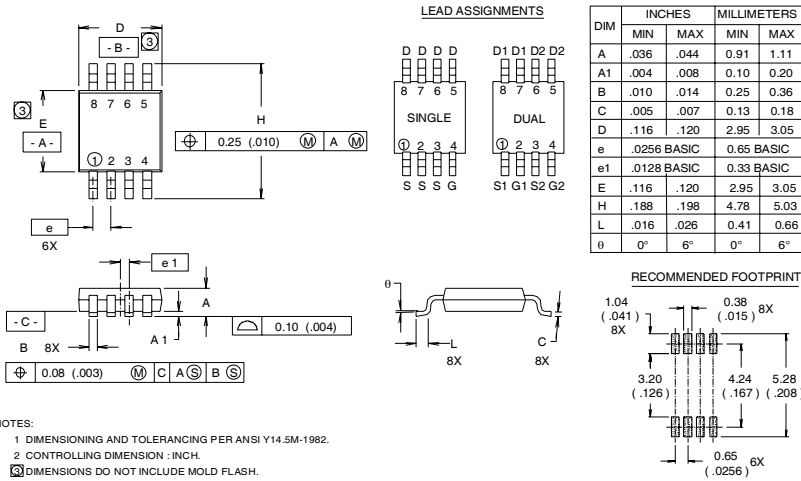 LEAD ASSIGNMENTS
D
- B -
3
8 7 6 5
3
E
- A -
H
0.25 (.010) M A M
1 2 3 4
e
6X
D D D D
8 7 6 5
SINGLE
1 2 3 4
S S S G
D1 D1 D2 D2
8 7 6 5
DUAL
1 2 3 4
S1 G1 S2 G2
DIM INCHES MILLIMETERS
MIN MAX MIN MAX
A .036 .044 0.91 1.11
A1 .004 .008 0.10 0.20
B .010 .014 0.25 0.36
C .005 .007 0.13 0.18
D .116 .120 2.95 3.05
e .0256 BASIC 0.65 BASIC
e1 .0128 BASIC 0.33 BASIC
E .116 .120 2.95 3.05
H .188 .198 4.78 5.03
L .016 .026 0.41 0.66
θ 0° 6° 0° 6°
e 1
A
- C -
B 8X
A 1
0.10 (.004)
0.08 (.003) M C A S B S
θ
L
8X
C
8X
RECOMMENDED FOOTPRINT
1.04
( .041 )
8X
0.38
( .015 )
8X
3.20
( .126 )
4.24
( .167 )
5.28
( .208 )
0.65
( .0256 )
6X
NOTES:
1 DIMENSIONING AND TOLERANCING PER ANSI Y14.5M-1982.
2 CONTROLLING DIMENSION : INCH.
3 DIMENSIONS DO NOT INCLUDE MOLD FLASH.